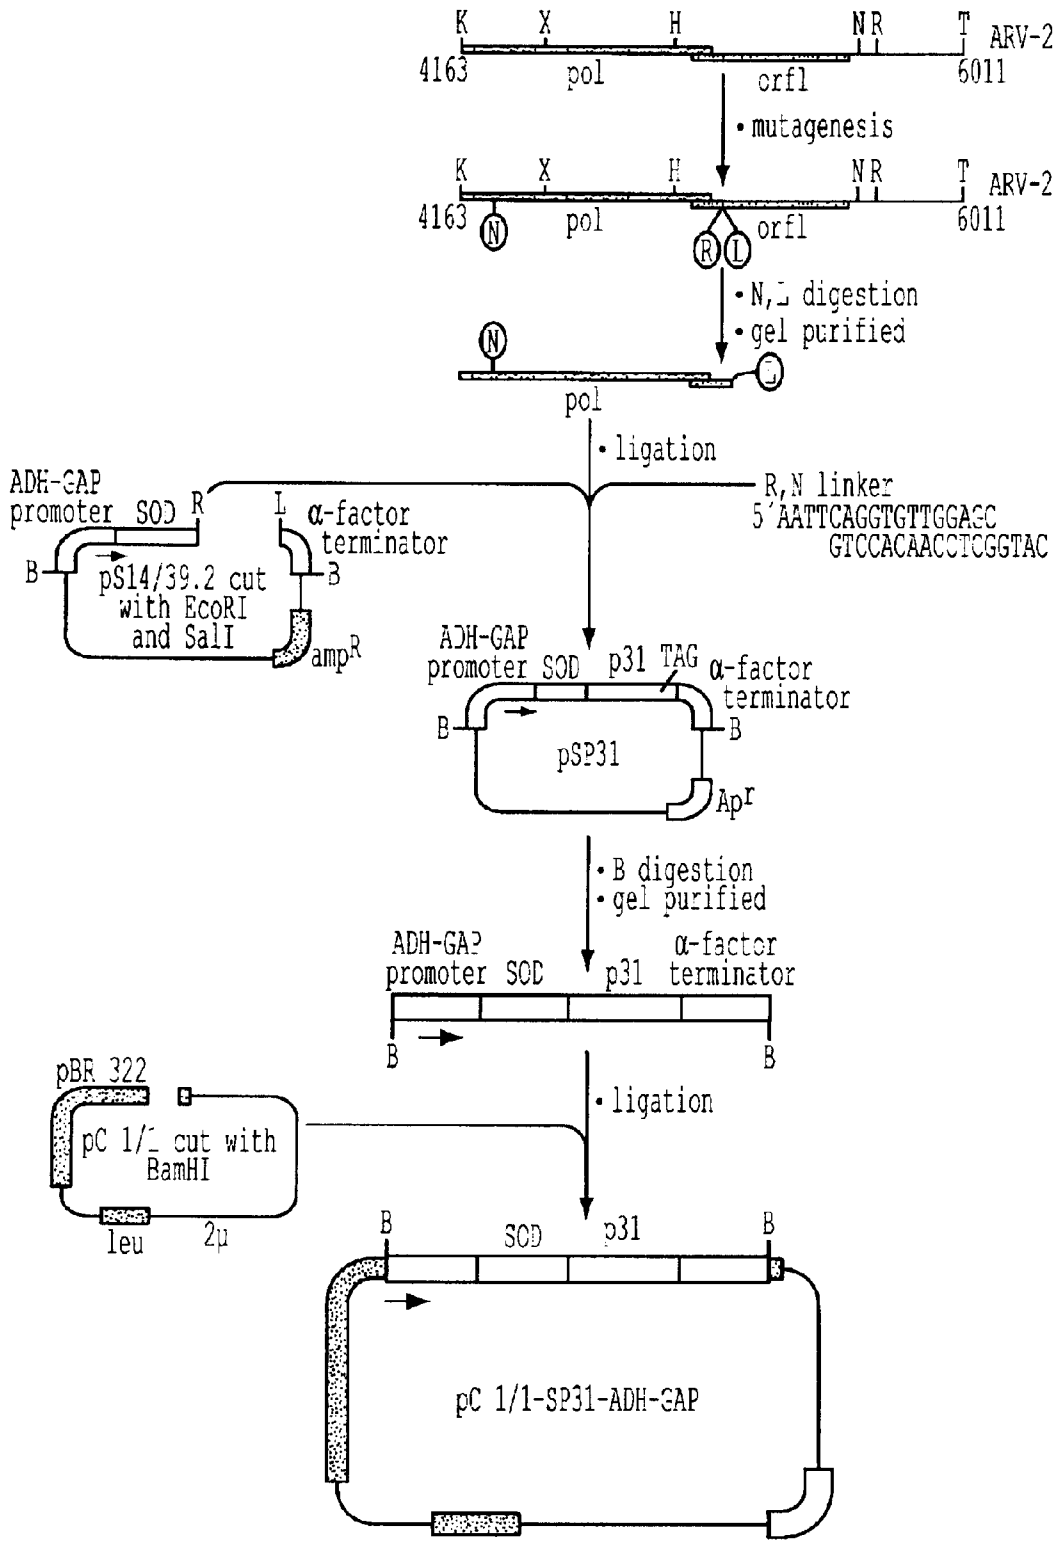 K X H N R T ARV-2
4163 pol orf1 6011
• mutagenesis
K X H N R T ARV-2
4163 N pol R L orf1 6011
• N,L digestion
• gel purified
N
L
pol
• ligation
ADH-GAP
promoter SOD R L α-factor
terminator
R,N linker
5´AATTCAGGTGTTGGAGC
GTCCACAACCTCGGTAC
B B
pS14/39.2 cut
with EcoRI
and SalI
ampR
ADH-GAP
promoter SOD p31 TAG α-factor
terminator
B B
pSP31
Apr
• B digestion
• gel purified
ADH-GAP
promoter SOD p31 α-factor
terminator
B B
pBR 322
• ligation
pC 1/1 cut with
BamHI
leu 2μ
B SOD p31 B
pC 1/1-SP31-ADH-GAP